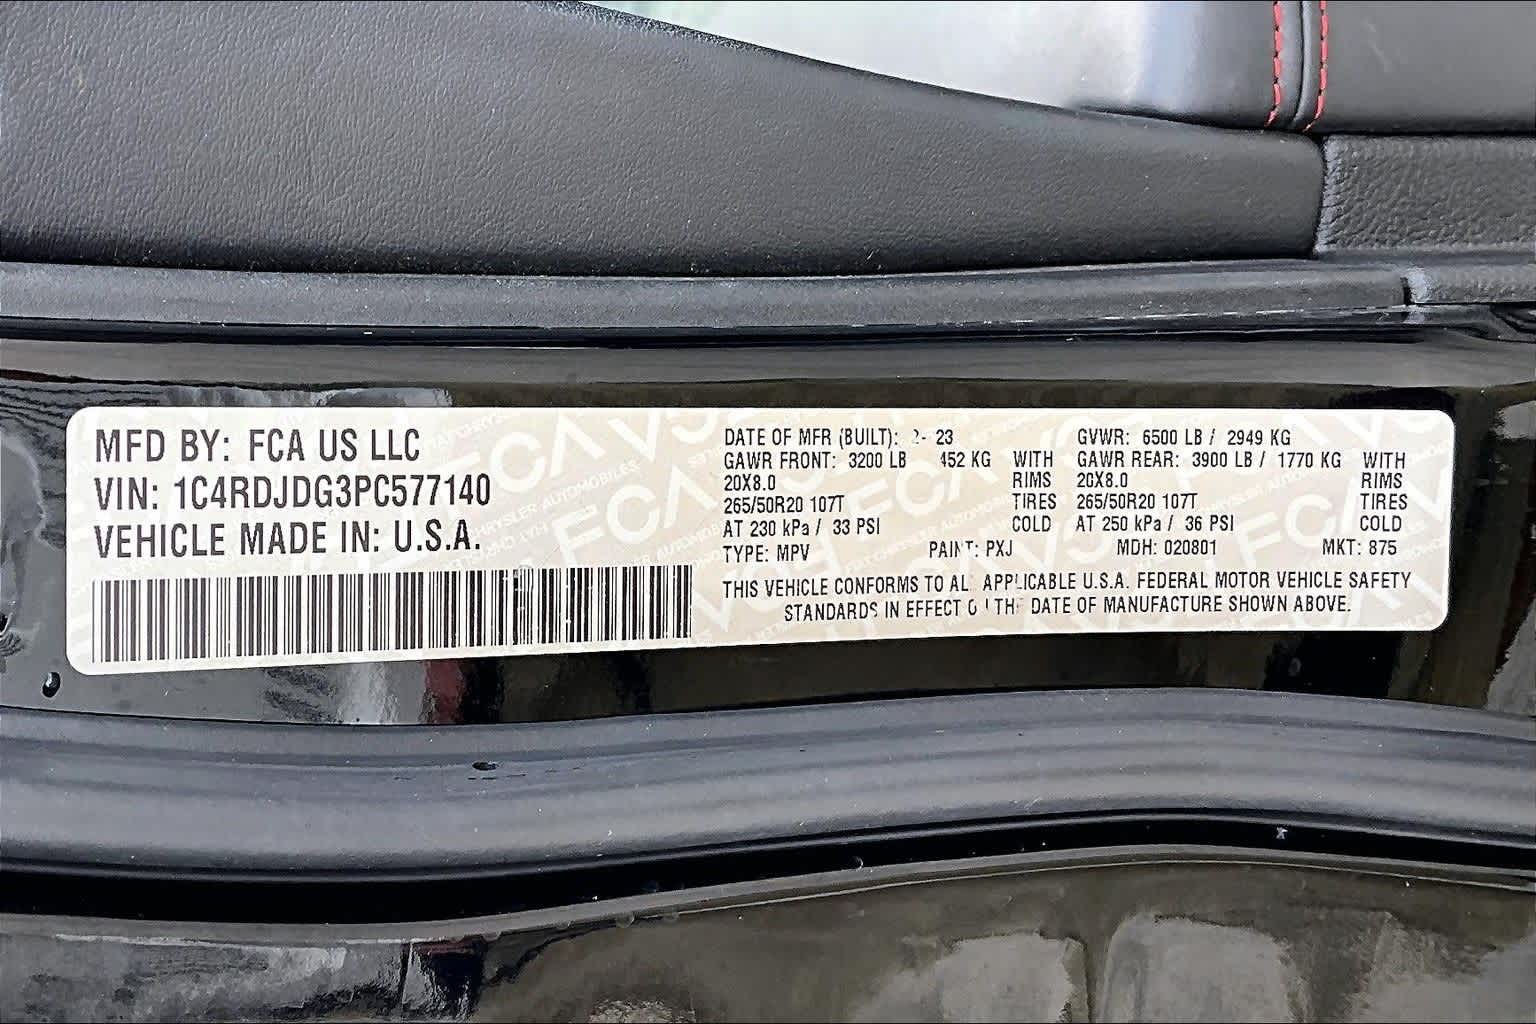 MFD BY: FCA US LLC
VIN: 1C4RDJDG3PC577140
VEHICLE MADE IN: U.S.A.
DATE OF MFR (BUILT): 2-23 GVWR: 6500 LB / 2949 KG
GAWR FRONT: 3200 LB 452 KG WITH GAWR REAR: 3900 LB / 1770 KG WITH
20X8.0 RIMS 20X8.0 RIMS
265/50R20 107T TIRES 265/50R20 107T TIRES
AT 230 kPa / 33 PSI COLD AT 250 kPa / 36 PSI COLD
TYPE: MPV PAINT: PXJ MDH: 020801 MKT: 875
THIS VEHICLE CONFORMS TO ALL APPLICABLE U.S.A. FEDERAL MOTOR VEHICLE SAFETY
STANDARDS IN EFFECT ON THE DATE OF MANUFACTURE SHOWN ABOVE.